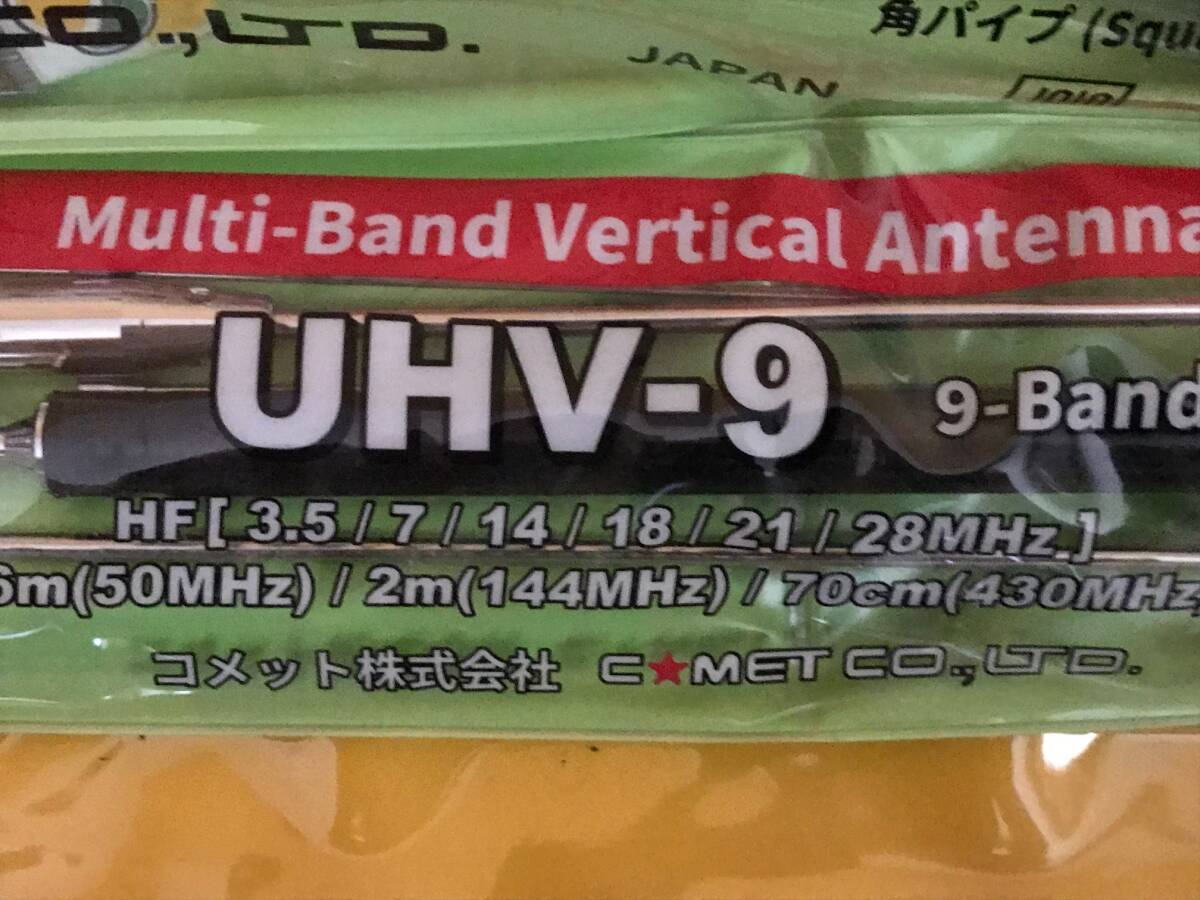 CO., LTD.
角パイプ (Squ
JAPAN
Multi-Band Vertical Antenna
UHV-9 9-Band
HF [ 3.5 / 7 / 14 / 18 / 21 / 28MHz.]
6m(50MHz) / 2m(144MHz) / 70cm(430MHz)
コメット株式会社 C★MET CO., LTD.